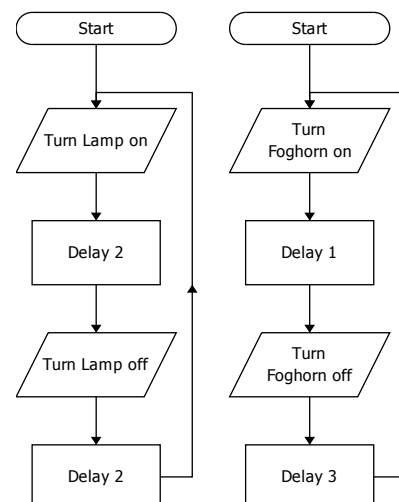 Start
Turn Lamp on
Delay 2
Turn Lamp off
Delay 2
Start
Turn
Foghorn on
Delay 1
Turn
Foghorn off
Delay 3